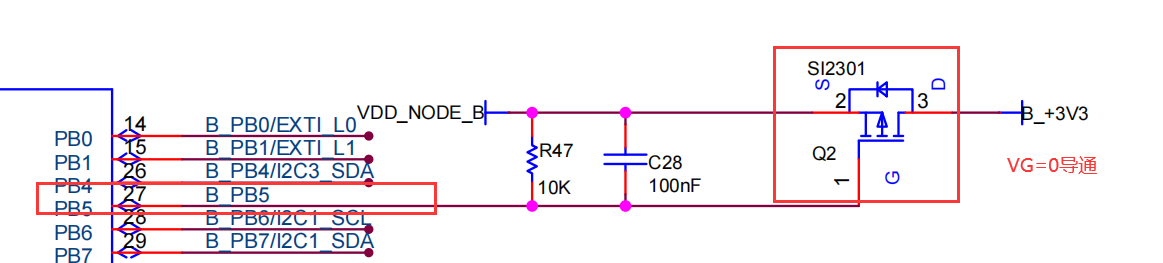 SI2301
S
D
2
3
14
B_PB0/EXTI_L0
VDD_NODE_B
B_+3V3
PB0
15
B_PB1/EXTI_L1
R47
Q2
PB1
26
B_PB4/I2C3_SDA
C28
VG=0导通
PB4
27
B_PB5
10K
100nF
1
G
PB5
28
B_PB6/I2C1_SCL
PB6
29
B_PB7/I2C1_SDA
PB7